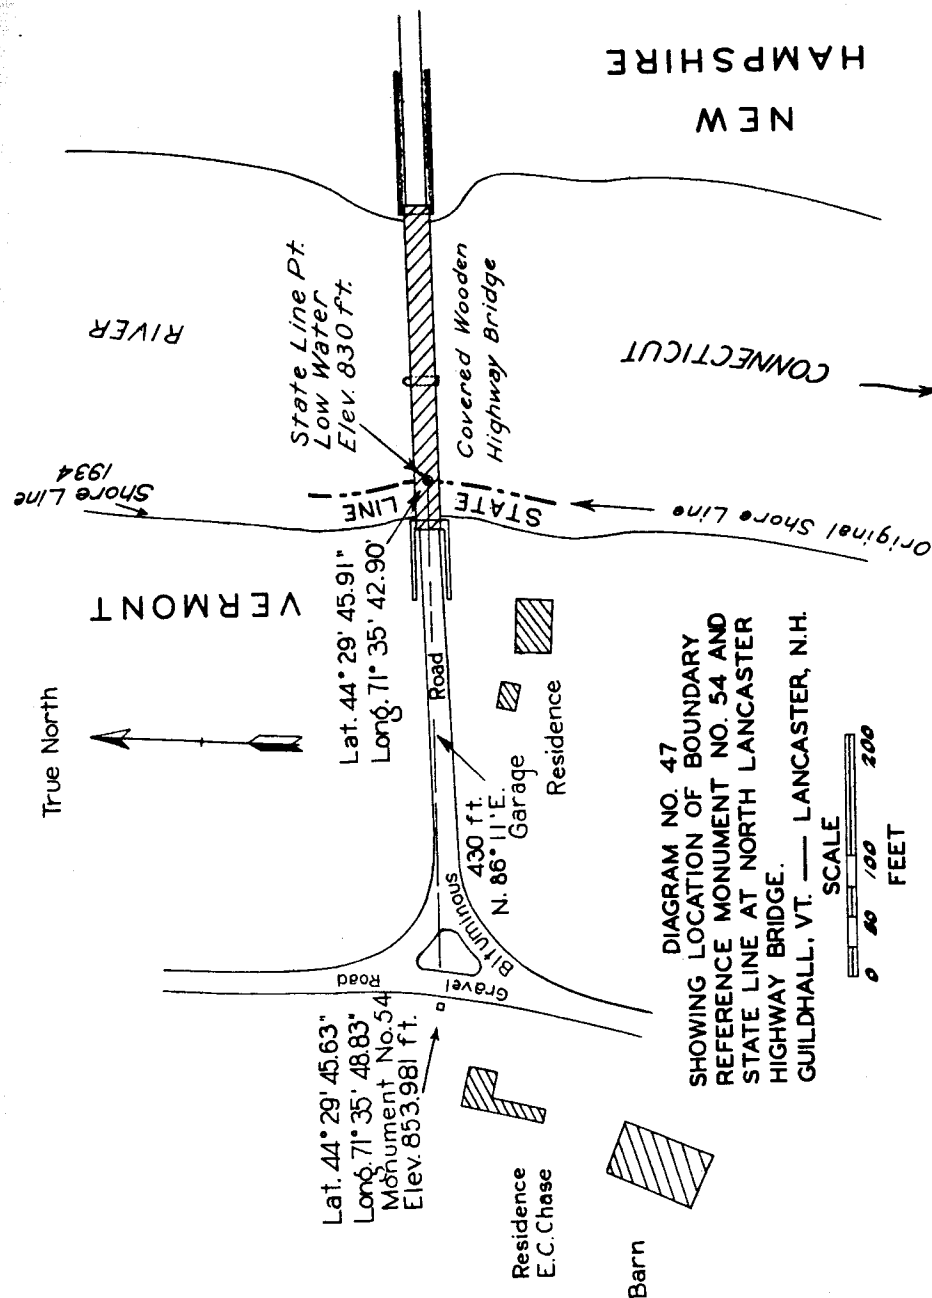 NEW
HAMPSHIRE
State Line Pt.
Low Water
Elev. 830 ft.
RIVER
Covered Wooden
Highway Bridge
CONNECTICUT
Shore Line
1934
LINE
STATE
Original Shore Line
VERMONT
Lat. 44° 29' 45.91"
Long. 71° 35' 42.90'
True North
Road
Garage
Residence
430 ft.
N. 86° 11' E.
Bituminous
Gravel
Road
Lat. 44° 29' 45.63"
Long. 71° 35' 48.83"
Monument No. 54
Elev. 853.981 ft.
Residence
E.C. Chase
Barn
DIAGRAM NO. 47
SHOWING LOCATION OF BOUNDARY
REFERENCE MONUMENT NO. 54 AND
STATE LINE AT NORTH LANCASTER
HIGHWAY BRIDGE.
GUILDHALL, VT. — LANCASTER, N.H.
SCALE
0 50 100 200
FEET